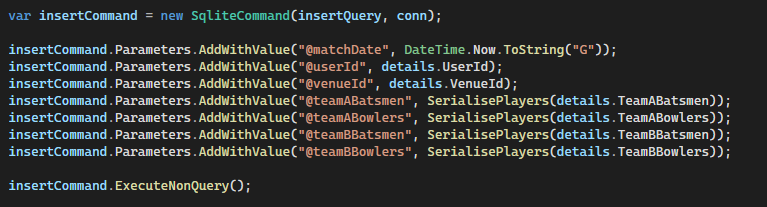 var insertCommand = new SqliteCommand(insertQuery, conn);
insertCommand.Parameters.AddWithValue("@matchDate", DateTime.Now.ToString("G"));
insertCommand.Parameters.AddWithValue("@userId", details.UserId);
insertCommand.Parameters.AddWithValue("@venueId", details.VenueId);
insertCommand.Parameters.AddWithValue("@teamABatsmen", SerialisePlayers(details.TeamABatsmen));
insertCommand.Parameters.AddWithValue("@teamABowlers", SerialisePlayers(details.TeamABowlers));
insertCommand.Parameters.AddWithValue("@teamBBatsmen", SerialisePlayers(details.TeamBBatsmen));
insertCommand.Parameters.AddWithValue("@teamBBowlers", SerialisePlayers(details.TeamBBowlers));
insertCommand.ExecuteNonQuery();